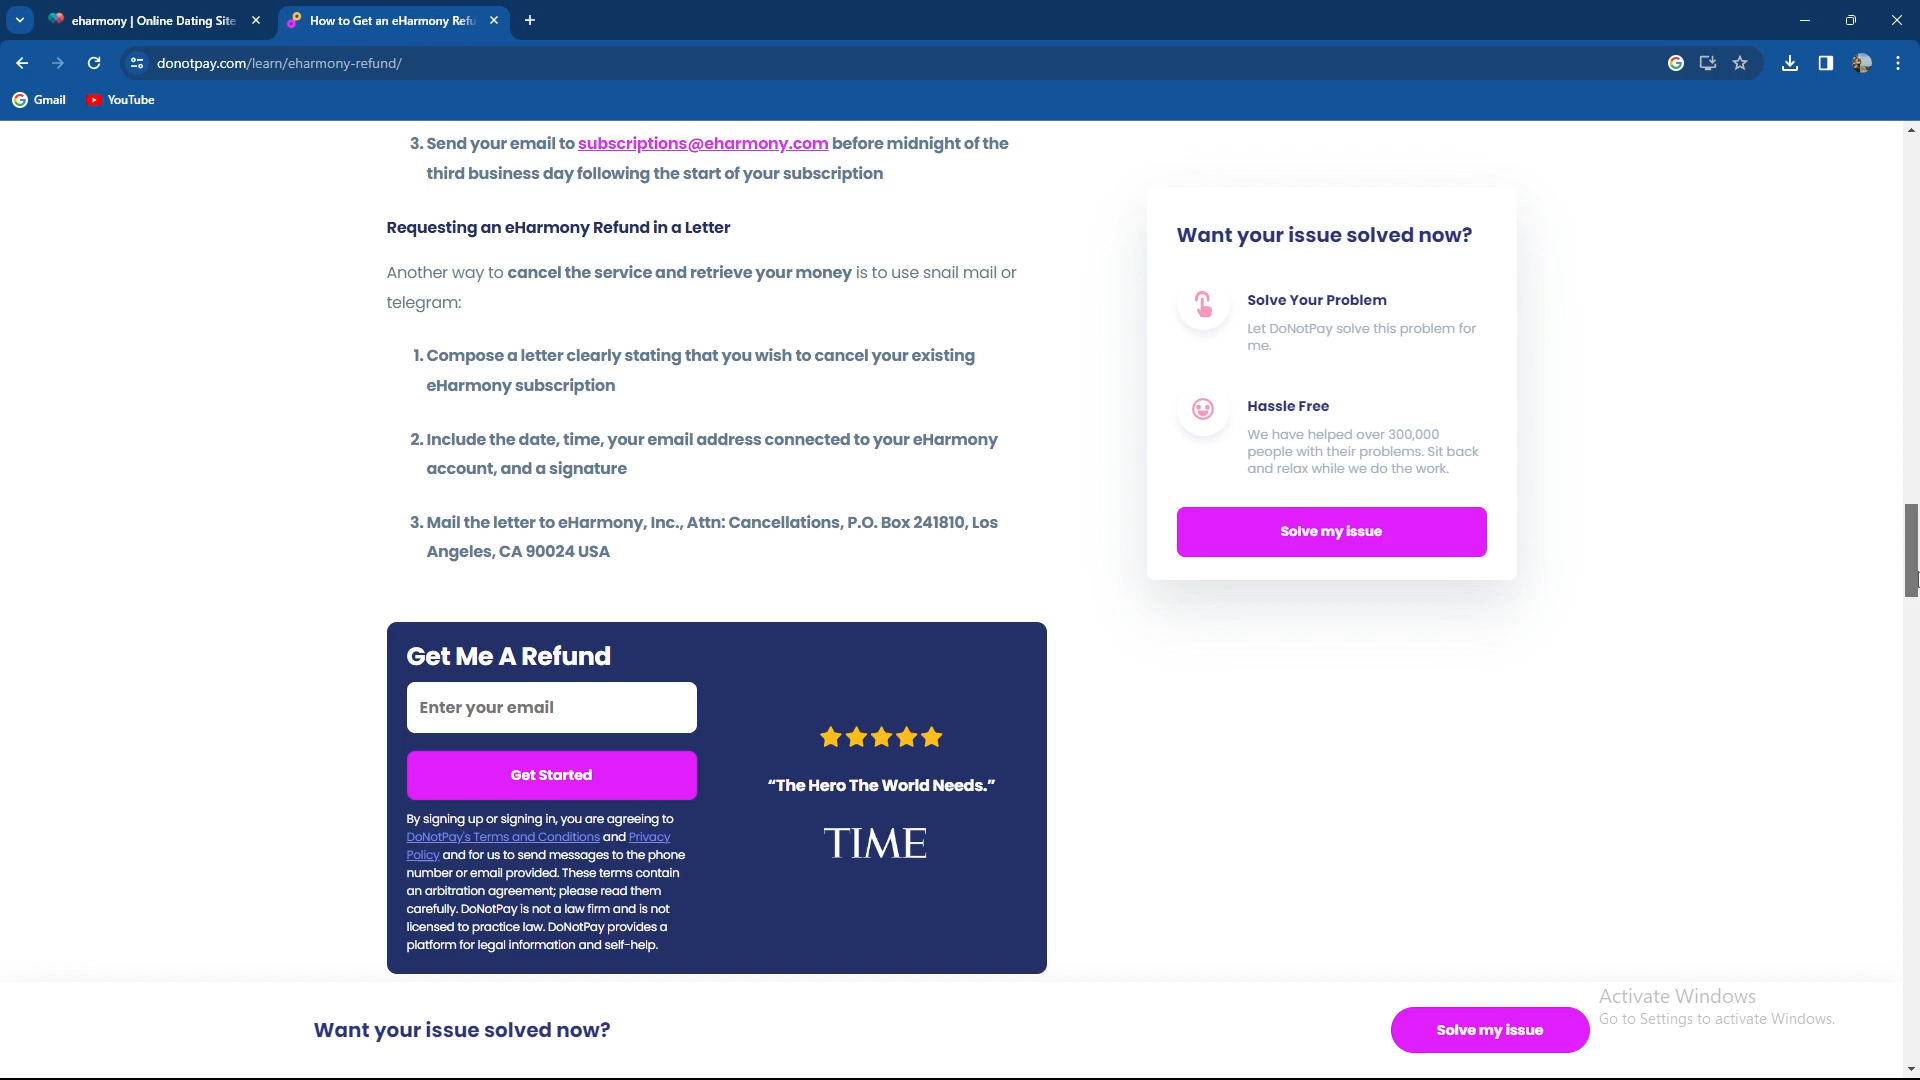 eharmony | Online Dating Site
How to Get an eHarmony Refu
donotpay.com/learn/eharmony-refund/
Gmail
YouTube
3. Send your email to subscriptions@eharmony.com before midnight of the
third business day following the start of your subscription
Requesting an eHarmony Refund in a Letter
Another way to cancel the service and retrieve your money is to use snail mail or
telegram:
1. Compose a letter clearly stating that you wish to cancel your existing
eHarmony subscription
2. Include the date, time, your email address connected to your eHarmony
account, and a signature
3. Mail the letter to eHarmony, Inc., Attn: Cancellations, P.O. Box 241810, Los
Angeles, CA 90024 USA
Want your issue solved now?
Solve Your Problem
Let DoNotPay solve this problem for
me.
Hassle Free
We have helped over 300,000
people with their problems. Sit back
and relax while we do the work.
Solve my issue
Get Me A Refund
Enter your email
Get Started
By signing up or signing in, you are agreeing to
DoNotPay's Terms and Conditions and Privacy
Policy and for us to send messages to the phone
number or email provided. These terms contain
an arbitration agreement; please read them
carefully. DoNotPay is not a law firm and is not
licensed to practice law. DoNotPay provides a
platform for legal information and self-help.
“The Hero The World Needs.”
TIME
Want your issue solved now?
Solve my issue
Activate Windows
Go to Settings to activate Windows.